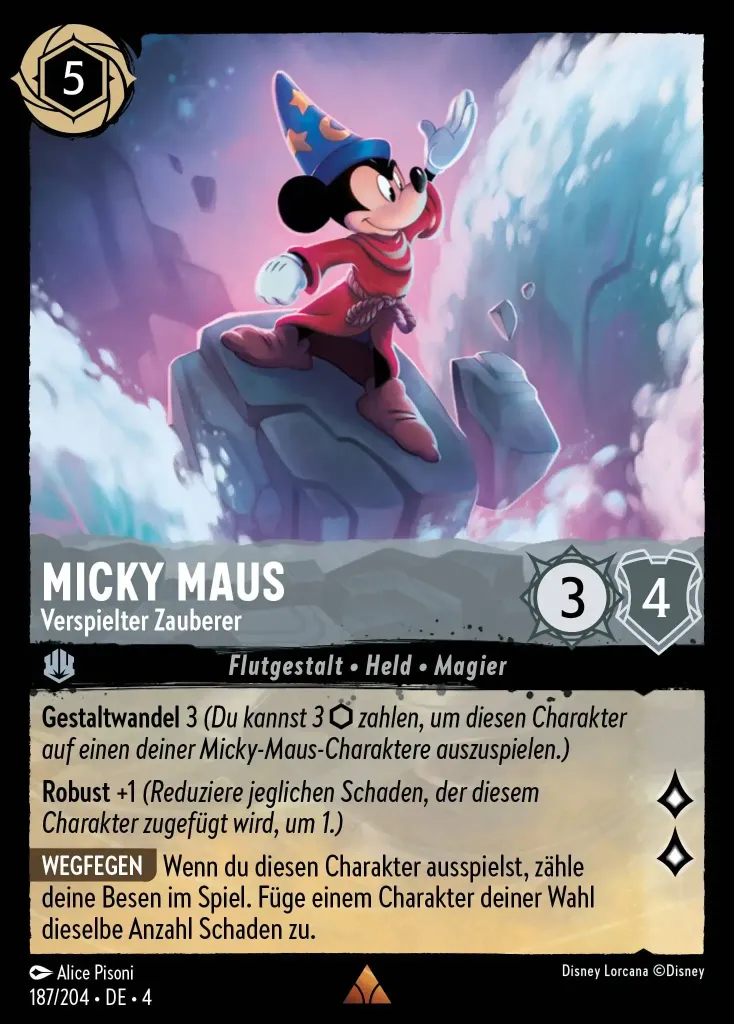 5
MICKY MAUS
Verspielter Zauberer
3
4
Flutgestalt • Held • Magier
Gestaltwandel 3 (Du kannst 3 ⬡ zahlen, um diesen Charakter
auf einen deiner Micky-Maus-Charaktere auszuspielen.)
Robust +1 (Reduziere jeglichen Schaden, der diesem
Charakter zugefügt wird, um 1.)
WEGFEGEN Wenn du diesen Charakter ausspielst, zähle
deine Besen im Spiel. Füge einem Charakter deiner Wahl
dieselbe Anzahl Schaden zu.
Alice Pisoni
Disney Lorcana ©Disney
187/204 • DE • 4